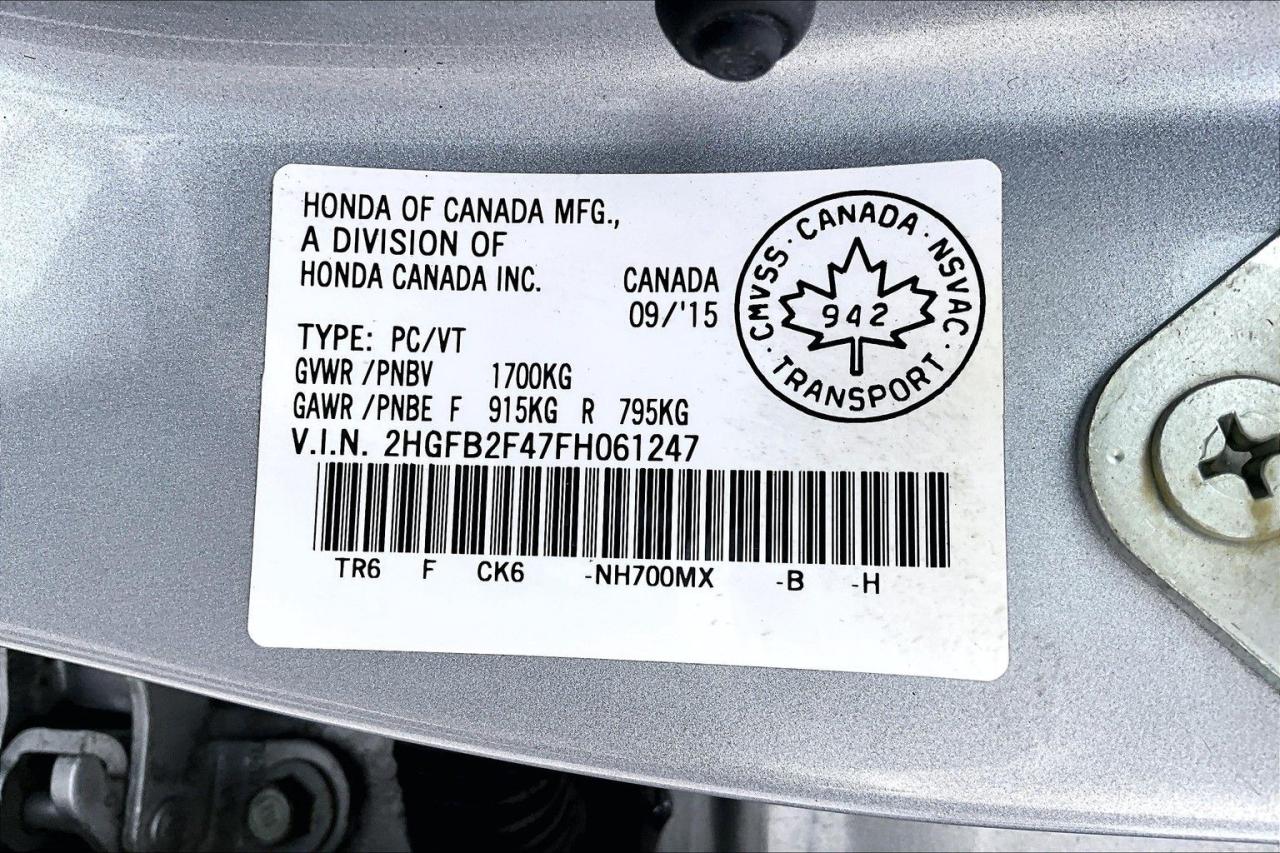 HONDA OF CANADA MFG.,
A DIVISION OF
HONDA CANADA INC.
CANADA
09/'15
TYPE: PC/VT
GVWR /PNBV 1700KG
GAWR /PNBE F 915KG R 795KG
V.I.N. 2HGFB2F47FH061247
TR6 F CK6 -NH700MX -B -H
CMVSS · CANADA · NSVAC
942
· TRANSPORT ·